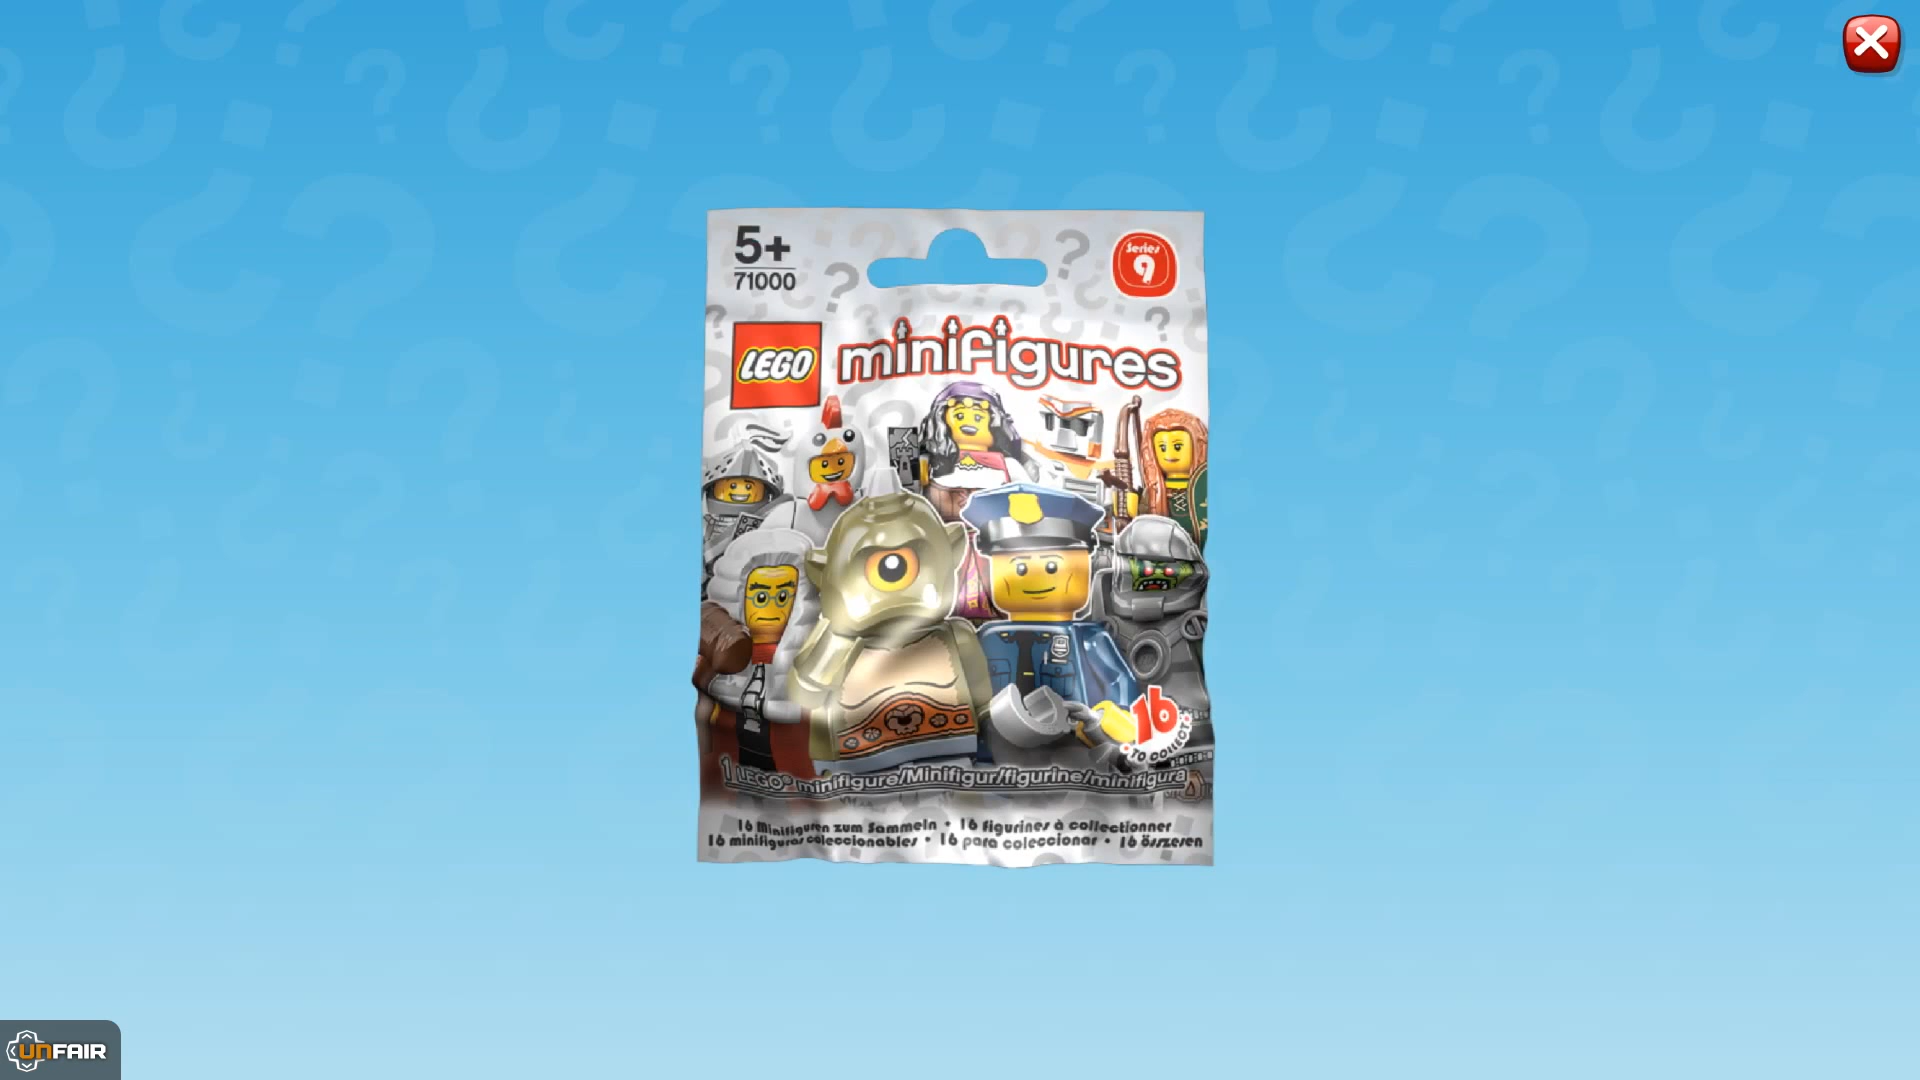 5+
71000
Series
9
LEGO
minifigures
16
TO COLLECT
1 LEGO® minifigure/Minifigur/figurine/minifigura
16 Minifiguren zum Sammeln • 16 figurines à collectionner
16 minifiguras coleccionables • 16 para coleccionar • 16 összesen
UNFAIR